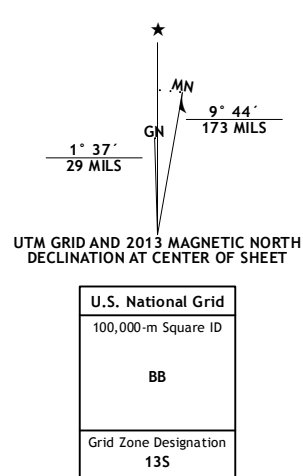 ★
MN
GN
9° 44´
173 MILS
1° 37´
29 MILS
UTM GRID AND 2013 MAGNETIC NORTH
DECLINATION AT CENTER OF SHEET
U.S. National Grid
100,000-m Square ID
BB
Grid Zone Designation
13S